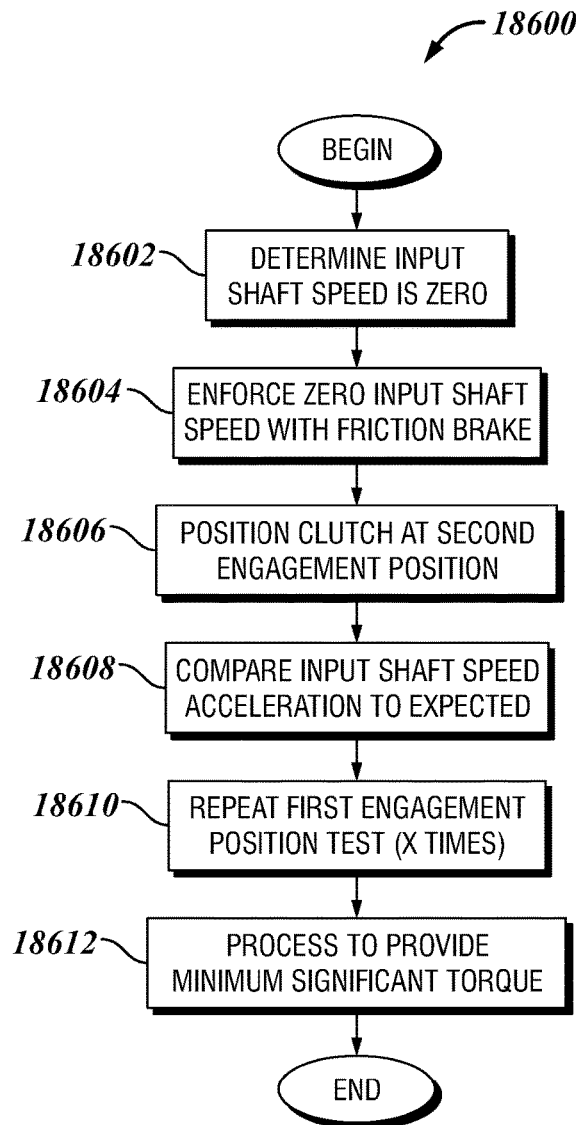 18600
BEGIN
18602
DETERMINE INPUT
SHAFT SPEED IS ZERO
18604
ENFORCE ZERO INPUT SHAFT
SPEED WITH FRICTION BRAKE
18606
POSITION CLUTCH AT SECOND
ENGAGEMENT POSITION
18608
COMPARE INPUT SHAFT SPEED
ACCELERATION TO EXPECTED
18610
REPEAT FIRST ENGAGEMENT
POSITION TEST (X TIMES)
18612
PROCESS TO PROVIDE
MINIMUM SIGNIFICANT TORQUE
END